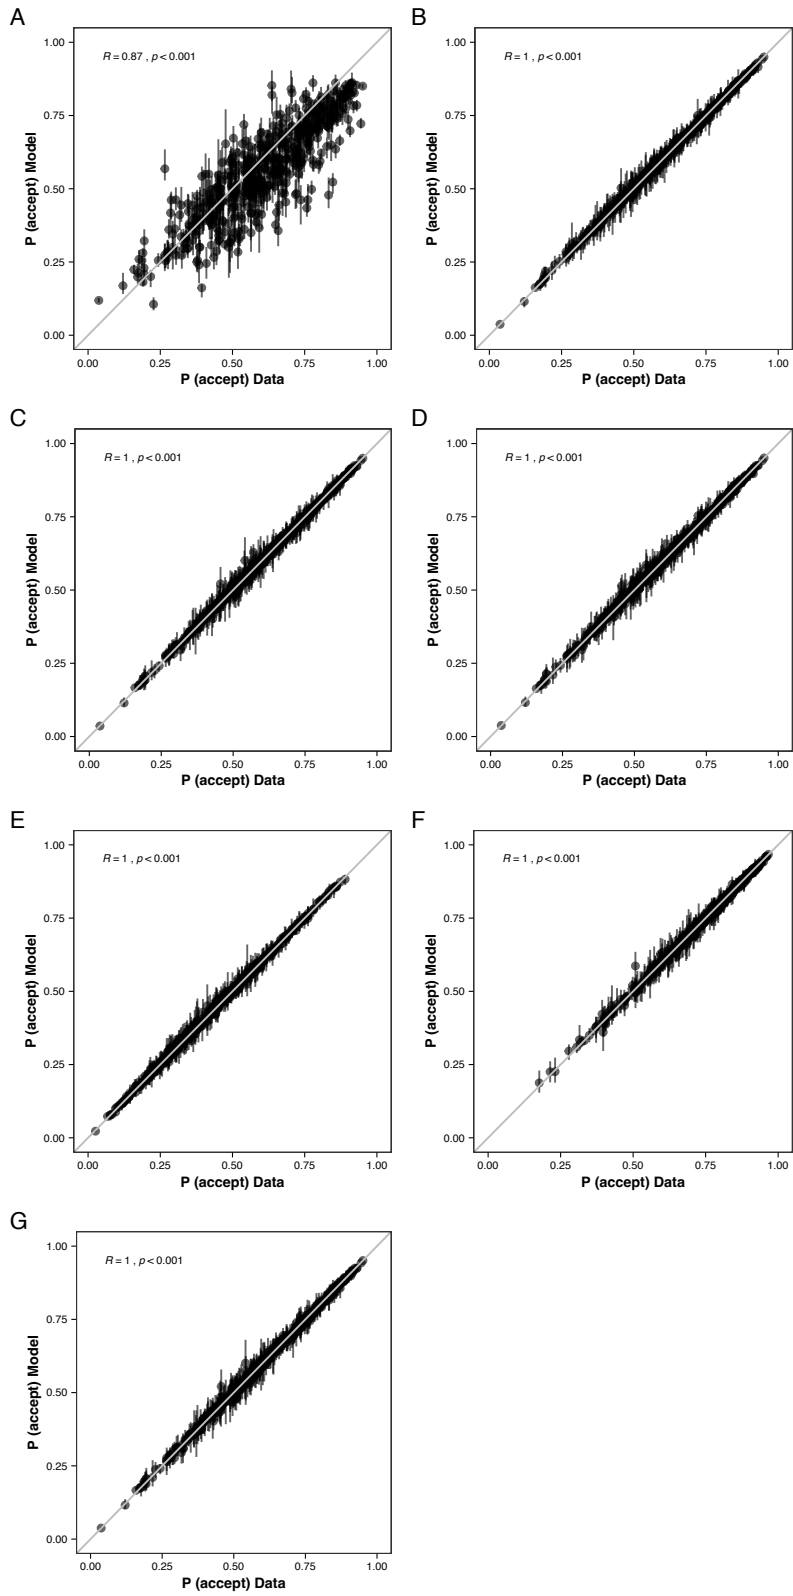 A
R = 0.87 , p < 0.001
1.00
0.75
0.50
0.25
0.00
P (accept) Model
0.00 0.25 0.50 0.75 1.00
P (accept) Data
B
R = 1 , p < 0.001
1.00
0.75
0.50
0.25
0.00
P (accept) Model
0.00 0.25 0.50 0.75 1.00
P (accept) Data
C
R = 1 , p < 0.001
1.00
0.75
0.50
0.25
0.00
P (accept) Model
0.00 0.25 0.50 0.75 1.00
P (accept) Data
D
R = 1 , p < 0.001
1.00
0.75
0.50
0.25
0.00
P (accept) Model
0.00 0.25 0.50 0.75 1.00
P (accept) Data
E
R = 1 , p < 0.001
1.00
0.75
0.50
0.25
0.00
P (accept) Model
0.00 0.25 0.50 0.75 1.00
P (accept) Data
F
R = 1 , p < 0.001
1.00
0.75
0.50
0.25
0.00
P (accept) Model
0.00 0.25 0.50 0.75 1.00
P (accept) Data
G
R = 1 , p < 0.001
1.00
0.75
0.50
0.25
0.00
P (accept) Model
0.00 0.25 0.50 0.75 1.00
P (accept) Data